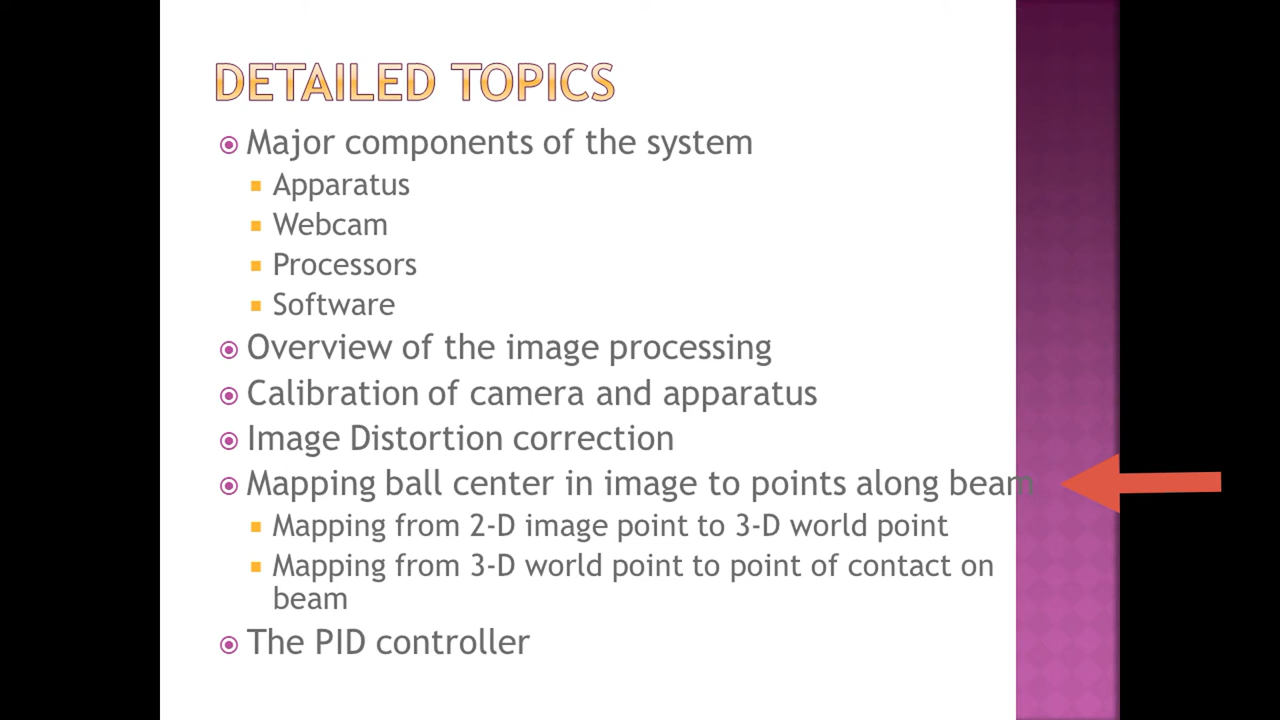 DETAILED TOPICS
Major components of the system
Apparatus
Webcam
Processors
Software
Overview of the image processing
Calibration of camera and apparatus
Image Distortion correction
Mapping ball center in image to points along beam
Mapping from 2-D image point to 3-D world point
Mapping from 3-D world point to point of contact on
beam
The PID controller